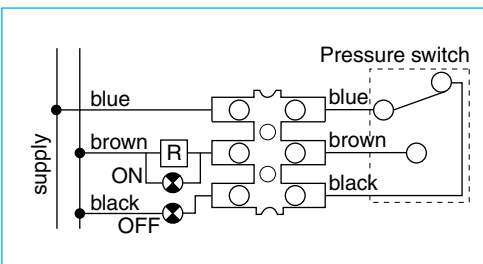 Pressure switch
blue
blue
supply
brown
R
brown
ON
black
black
OFF